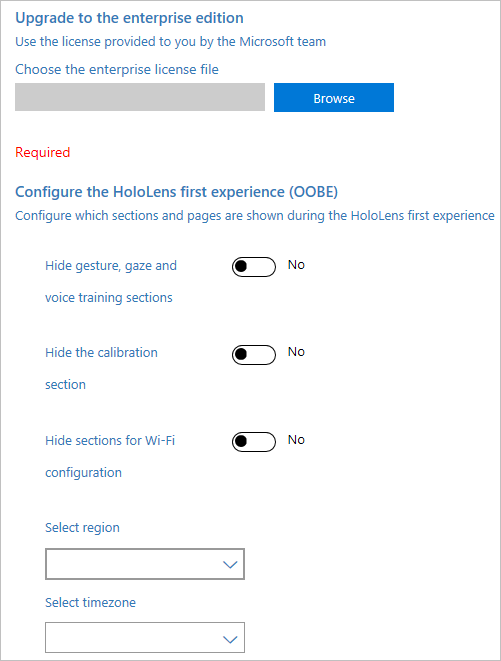 Upgrade to the enterprise edition
Use the license provided to you by the Microsoft team
Choose the enterprise license file
Browse
Required
Configure the HoloLens first experience (OOBE)
Configure which sections and pages are shown during the HoloLens first experience
Hide gesture, gaze and
voice training sections
No
Hide the calibration
section
No
Hide sections for Wi-Fi
configuration
No
Select region
Select timezone